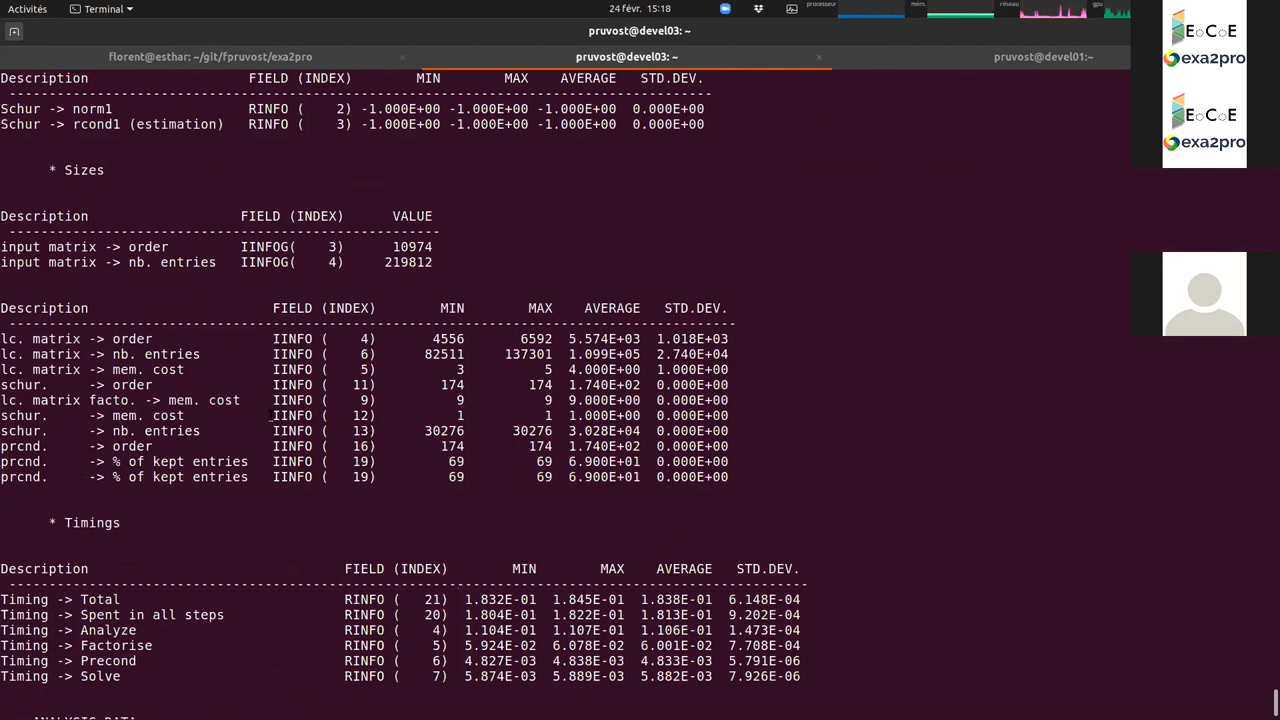 Activités Terminal 24 févr. 15:18 processeur mém. réseau gpu
pruvost@devel03: ~
florent@esthar: ~/git/fpruvost/exa2pro × pruvost@devel03: ~ × pruvost@devel01:~
Description FIELD (INDEX) MIN MAX AVERAGE STD.DEV.
Schur -> norm1 RINFO ( 2) -1.000E+00 -1.000E+00 -1.000E+00 0.000E+00
Schur -> rcond1 (estimation) RINFO ( 3) -1.000E+00 -1.000E+00 -1.000E+00 0.000E+00
* Sizes
Description FIELD (INDEX) VALUE
input matrix -> order IINFOG( 3) 10974
input matrix -> nb. entries IINFOG( 4) 219812
Description FIELD (INDEX) MIN MAX AVERAGE STD.DEV.
lc. matrix -> order IINFO ( 4) 4556 6592 5.574E+03 1.018E+03
lc. matrix -> nb. entries IINFO ( 6) 82511 137301 1.099E+05 2.740E+04
lc. matrix -> mem. cost IINFO ( 5) 3 5 4.000E+00 1.000E+00
schur. -> order IINFO ( 11) 174 174 1.740E+02 0.000E+00
lc. matrix facto. -> mem. cost IINFO ( 9) 9 9 9.000E+00 0.000E+00
schur. -> mem. cost IINFO ( 12) 1 1 1.000E+00 0.000E+00
schur. -> nb. entries IINFO ( 13) 30276 30276 3.028E+04 0.000E+00
prcnd. -> order IINFO ( 16) 174 174 1.740E+02 0.000E+00
prcnd. -> % of kept entries IINFO ( 19) 69 69 6.900E+01 0.000E+00
prcnd. -> % of kept entries IINFO ( 19) 69 69 6.900E+01 0.000E+00
* Timings
Description FIELD (INDEX) MIN MAX AVERAGE STD.DEV.
Timing -> Total RINFO ( 21) 1.832E-01 1.845E-01 1.838E-01 6.148E-04
Timing -> Spent in all steps RINFO ( 20) 1.804E-01 1.822E-01 1.813E-01 9.202E-04
Timing -> Analyze RINFO ( 4) 1.104E-01 1.107E-01 1.106E-01 1.473E-04
Timing -> Factorise RINFO ( 5) 5.924E-02 6.078E-02 6.001E-02 7.708E-04
Timing -> Precond RINFO ( 6) 4.827E-03 4.838E-03 4.833E-03 5.791E-06
Timing -> Solve RINFO ( 7) 5.874E-03 5.889E-03 5.882E-03 7.926E-06
ANALYSIS DATA
EoCoE
exa2pro
EoCoE
exa2pro